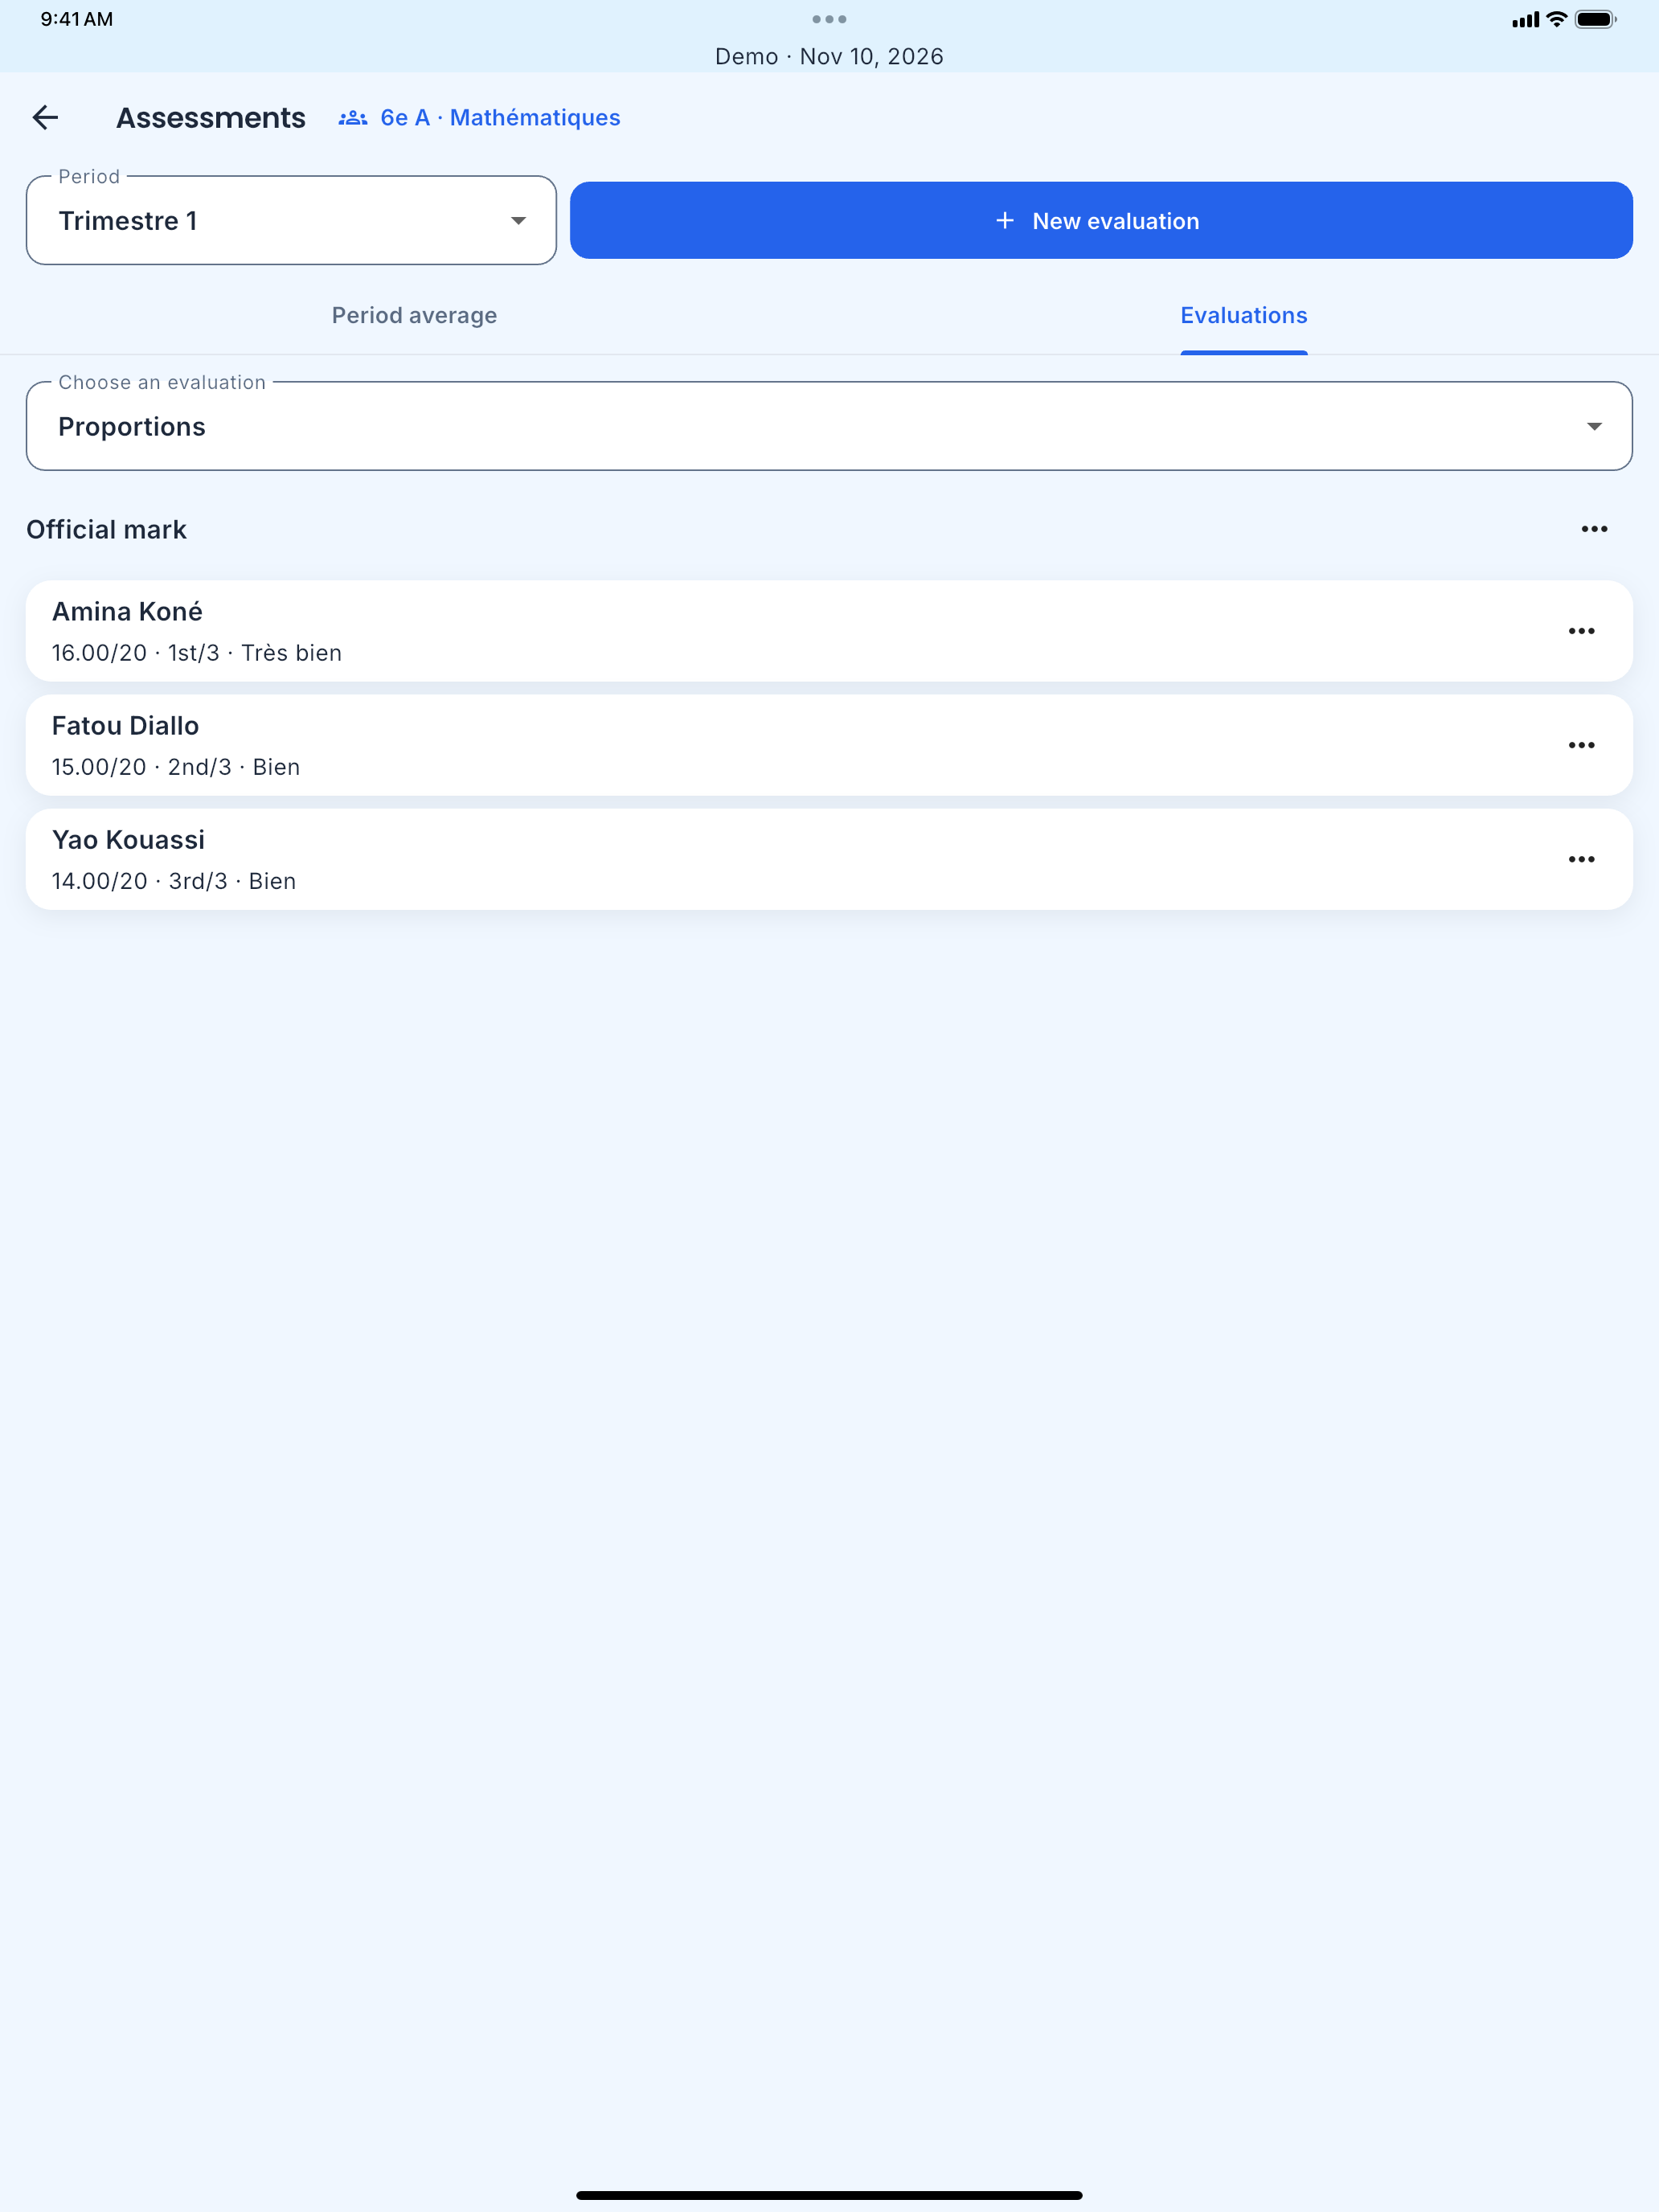 9:41 AM
Demo · Nov 10, 2026
Assessments
6e A · Mathématiques
Period
Trimestre 1
+ New evaluation
Period average
Evaluations
Choose an evaluation
Proportions
Official mark
Amina Koné
16.00/20 · 1st/3 · Très bien
Fatou Diallo
15.00/20 · 2nd/3 · Bien
Yao Kouassi
14.00/20 · 3rd/3 · Bien